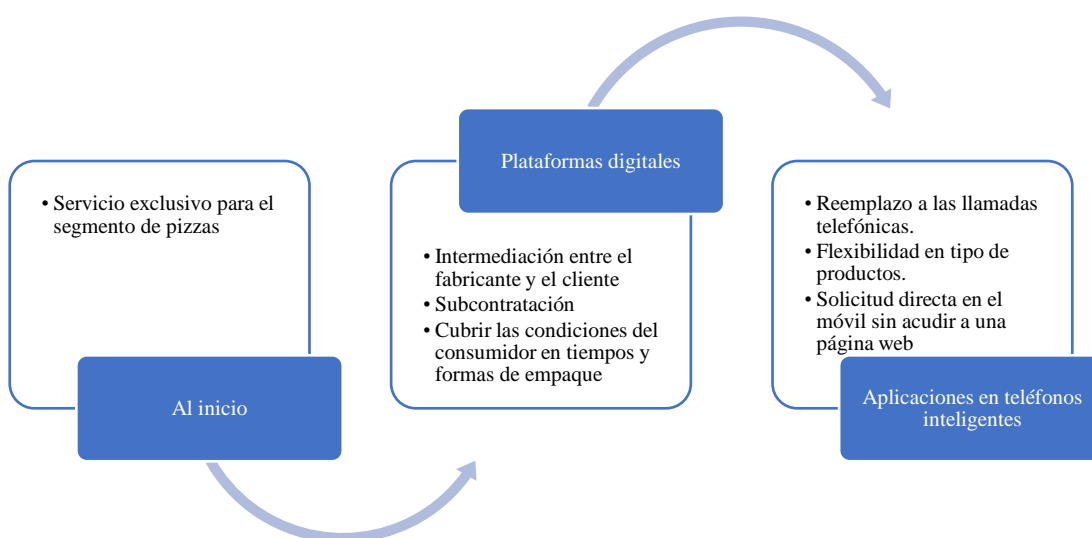 • Servicio exclusivo para el
segmento de pizzas
Al inicio
Plataformas digitales
• Intermediación entre el
fabricante y el cliente
• Subcontratación
• Cubrir las condiciones del
consumidor en tiempos y
formas de empaque
• Reemplazo a las llamadas
telefónicas.
• Flexibilidad en tipo de
productos.
• Solicitud directa en el
móvil sin acudir a una
página web
Aplicaciones en teléfonos
inteligentes